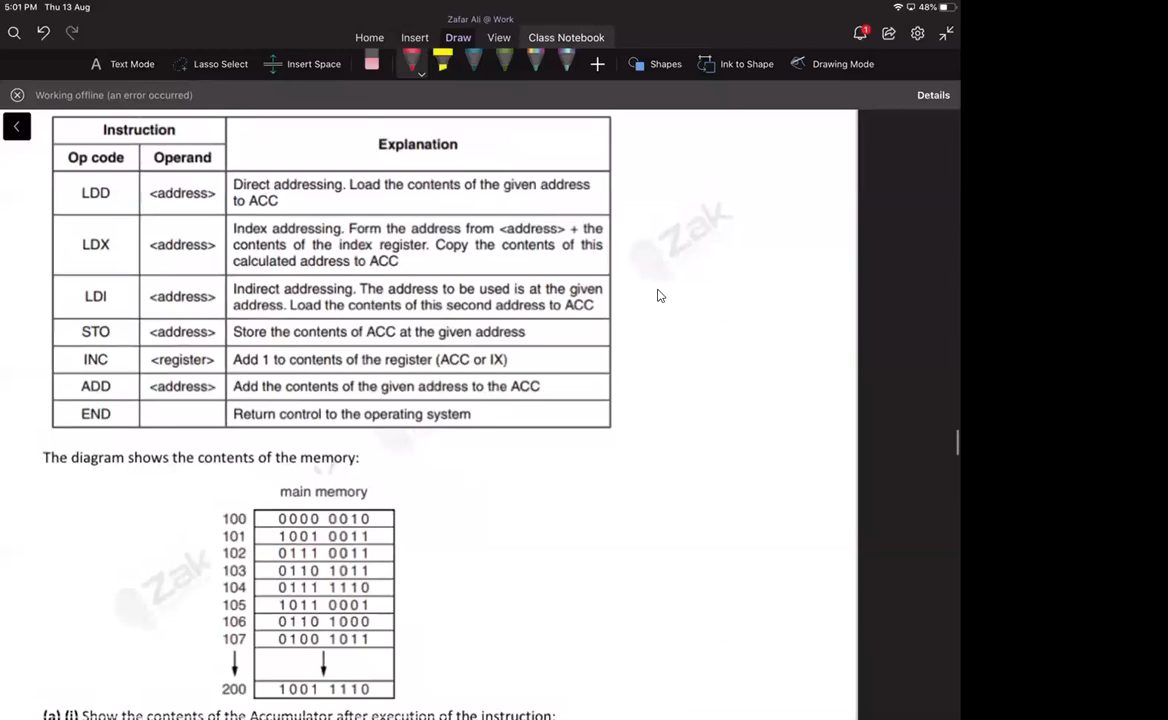 5:01 PM Thu 13 Aug
48%
Zafar Ali @ Work
Home Insert Draw View Class Notebook
1
A Text Mode Lasso Select Insert Space Shapes Ink to Shape Drawing Mode
Working offline (an error occurred) Details
Instruction Explanation
Op code Operand
LDD <address> Direct addressing. Load the contents of the given address
to ACC
LDX <address> Index addressing. Form the address from <address> + the
contents of the index register. Copy the contents of this
calculated address to ACC
LDI <address> Indirect addressing. The address to be used is at the given
address. Load the contents of this second address to ACC
STO <address> Store the contents of ACC at the given address
INC <register> Add 1 to contents of the register (ACC or IX)
ADD <address> Add the contents of the given address to the ACC
END Return control to the operating system
Zak
The diagram shows the contents of the memory:
main memory
100 0000 0010
101 1001 0011
102 0111 0011
103 0110 1011
104 0111 1110
105 1011 0001
106 0110 1000
107 0100 1011
200 1001 1110
Zak
(a) (i) Show the contents of the Accumulator after execution of the instruction: